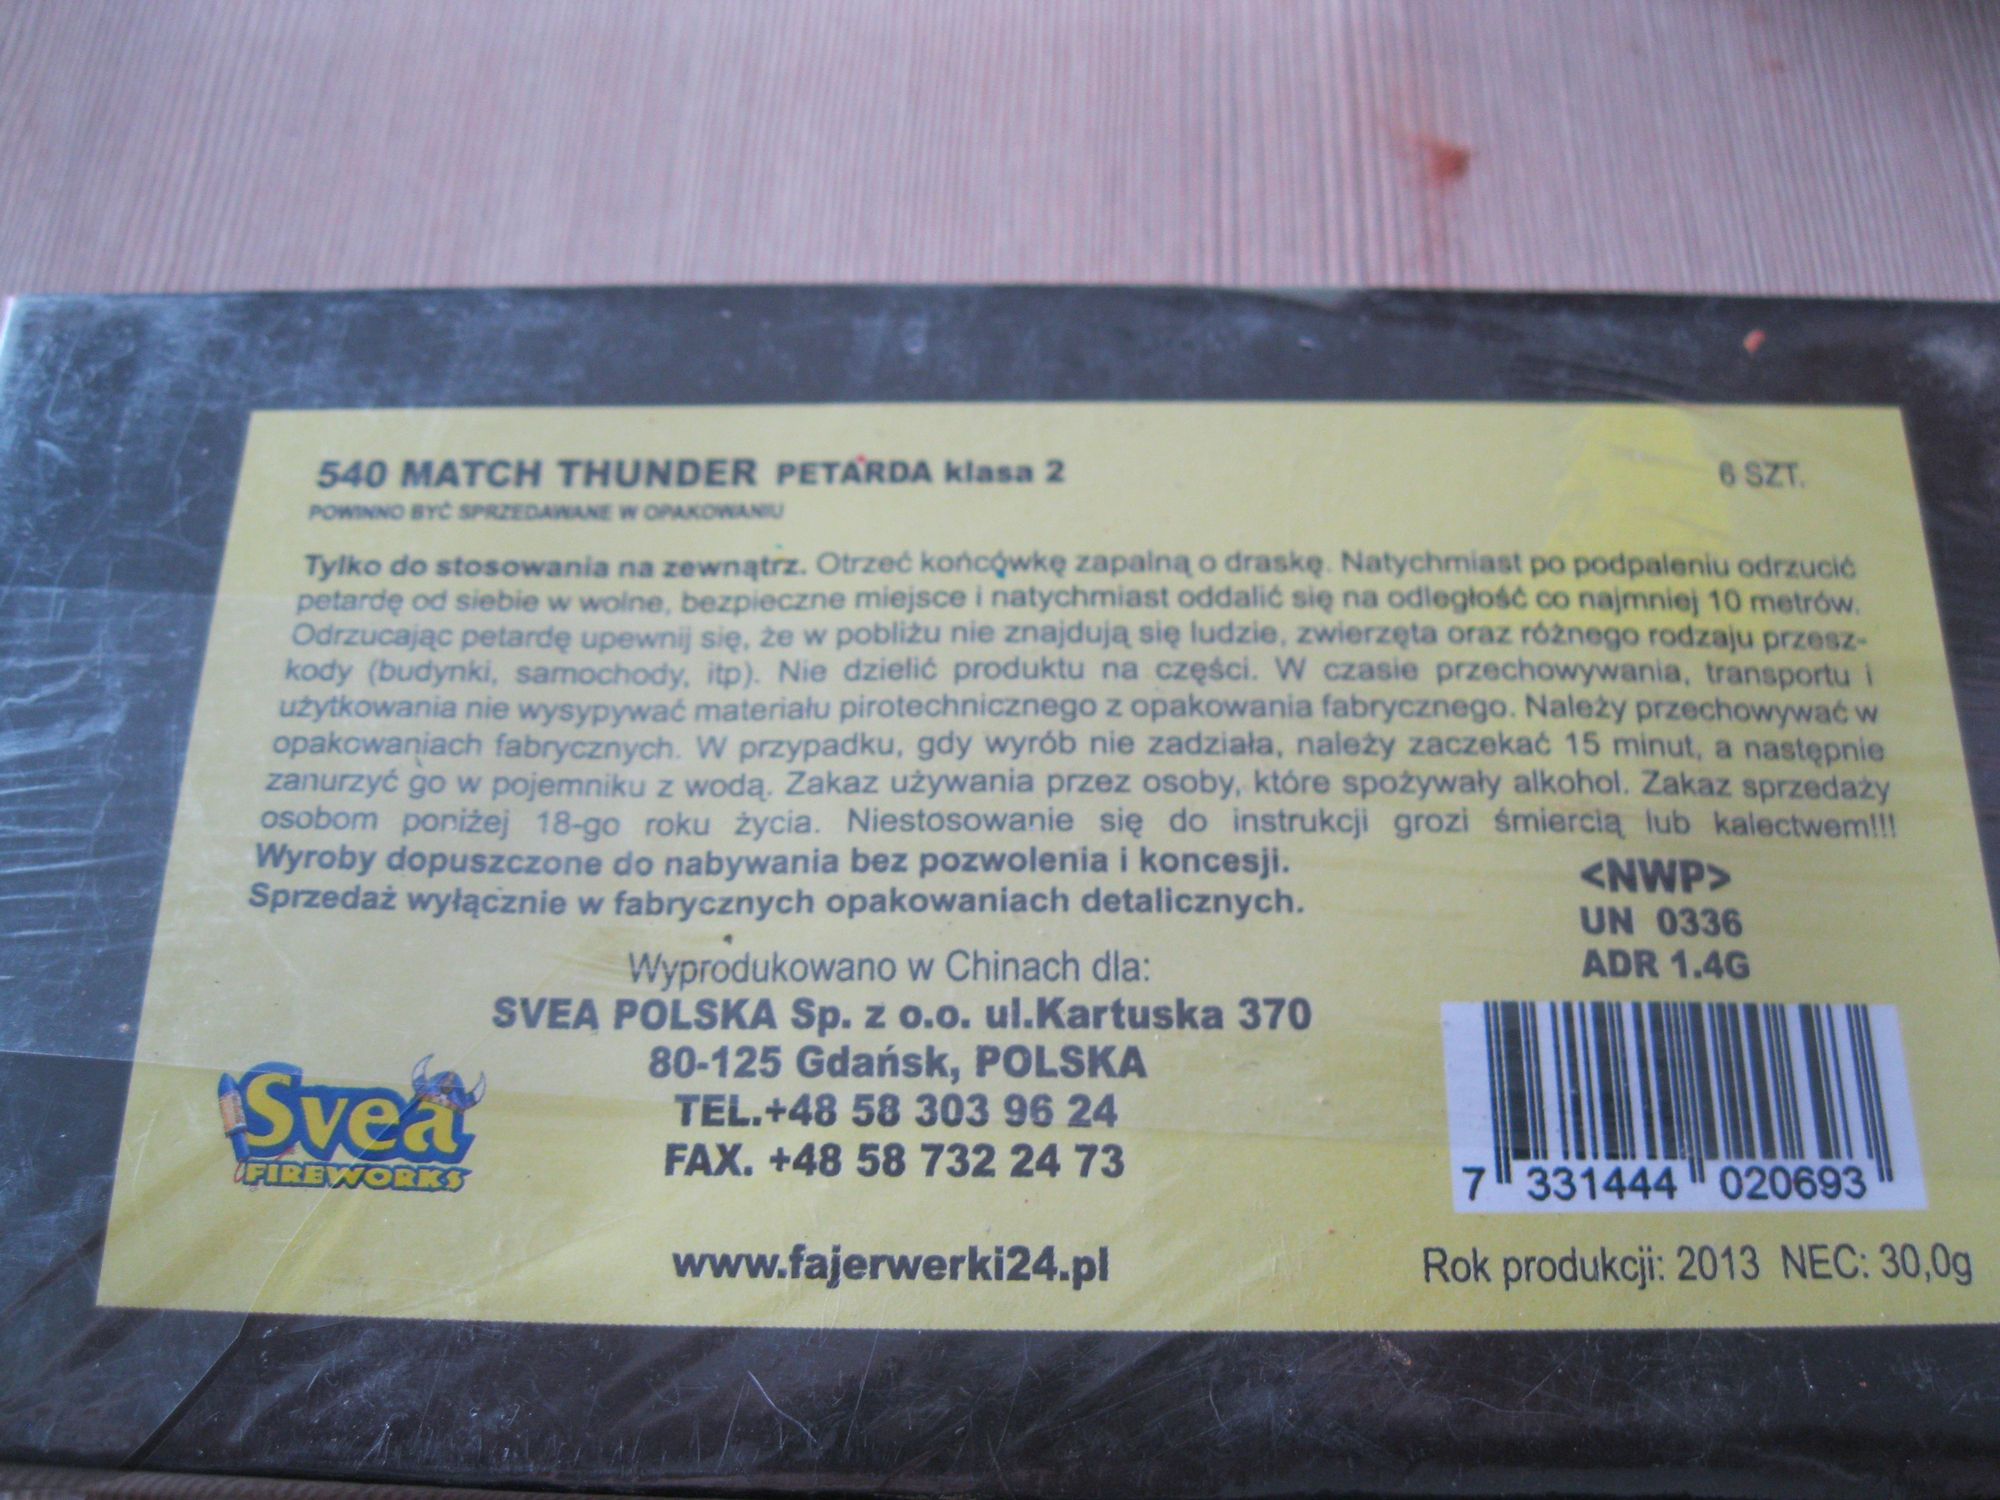 540 MATCH THUNDER PETARDA klasa 2
6 SZT.
POWINNO BYĆ SPRZEDAWANE W OPAKOWANIU
Tylko do stosowania na zewnątrz. Otrzeć końcówkę zapalną o draskę. Natychmiast po podpaleniu odrzucić
petardę od siebie w wolne, bezpieczne miejsce i natychmiast oddalić się na odległość co najmniej 10 metrów.
Odrzucając petardę upewnij się, że w pobliżu nie znajdują się ludzie, zwierzęta oraz różnego rodzaju przesz-
kody (budynki, samochody, itp). Nie dzielić produktu na części. W czasie przechowywania, transportu i
użytkowania nie wysypywać materiału pirotechnicznego z opakowania fabrycznego. Należy przechowywać w
opakowaniach fabrycznych. W przypadku, gdy wyrób nie zadziała, należy zaczekać 15 minut, a następnie
zanurzyć go w pojemniku z wodą. Zakaz używania przez osoby, które spożywały alkohol. Zakaz sprzedaży
osobom poniżej 18-go roku życia. Niestosowanie się do instrukcji grozi śmiercią lub kalectwem!!!
Wyroby dopuszczone do nabywania bez pozwolenia i koncesji.
Sprzedaż wyłącznie w fabrycznych opakowaniach detalicznych.
<NWP>
UN 0336
ADR 1.4G
Wyprodukowano w Chinach dla:
SVEA POLSKA Sp. z o.o. ul.Kartuska 370
80-125 Gdańsk, POLSKA
TEL.+48 58 303 96 24
FAX. +48 58 732 24 73
Svea
FIREWORKS
7 331444 020693
www.fajerwerki24.pl
Rok produkcji: 2013 NEC: 30,0g